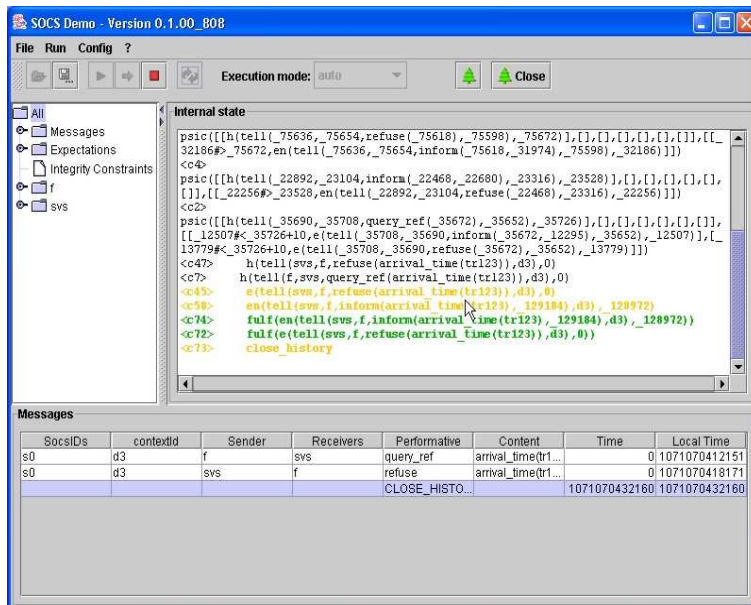 SOCS Demo - Version 0.1.00_808
File Run Config ?
Execution mode: auto Close
All
Messages
Expectations
Integrity Constraints
f
svs
Internal state
psic([[h(tell(_75636,_75654,refuse(_75618),_75598),_75672)],[],[],[],[],[],[]],[[_
32186#>_75672,en(tell(_75636,_75654,inform(_75618,_31974),_75598),_32186)]])
<c4>
psic([[h(tell(_22892,_23104,inform(_22468,_22680),_23316),_23528)],[],[],[],[],[],
[]],[[_22256#>_23528,en(tell(_22892,_23104,refuse(_22468),_23316),_22256)]])
<c2>
psic([[h(tell(_35690,_35708,query_ref(_35672),_35652),_35726)],[],[],[],[],[],[]],
[[_12507#<_35726+10,e(tell(_35708,_35690,inform(_35672,_12295),_35652),_12507)],[_
13779#<_35726+10,e(tell(_35708,_35690,refuse(_35672),_35652),_13779)]])
<c47> h(tell(svs,f,refuse(arrival_time(tr123)),d3),0)
<c7> h(tell(f,svs,query_ref(arrival_time(tr123)),d3),0)
<c45> e(tell(svs,f,refuse(arrival_time(tr123)),d3),0)
<c58> en(tell(svs,f,inform(arrival_time(tr123),_129184),d3),_128972)
<c74> fulf(en(tell(svs,f,inform(arrival_time(tr123),_129184),d3),_128972))
<c72> fulf(e(tell(svs,f,refuse(arrival_time(tr123)),d3),0))
<c73> close_history
Messages
SocsIDs contextId Sender Receivers Performative Content Time Local Time
s0 d3 f svs query_ref arrival_time(tr1... 0 1071070412151
s0 d3 svs f refuse arrival_time(tr1... 0 1071070418171
CLOSE_HISTO... 1071070432160 1071070432160